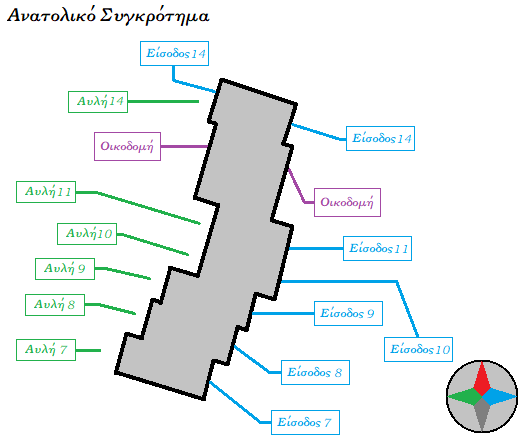 Ανατολικό Συγκρότημα
Είσοδος 14
Αυλή 14
Είσοδος 14
Οικοδομή
Αυλή 11
Οικοδομή
Αυλή 10
Είσοδος 11
Αυλή 9
Αυλή 8
Είσοδος 9
Αυλή 7
Είσοδος 10
Είσοδος 8
Είσοδος 7